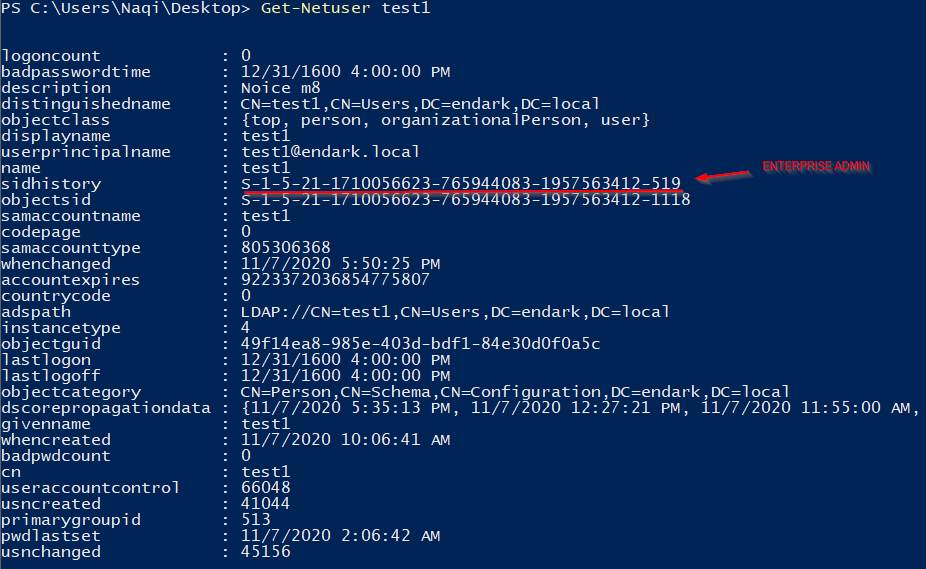 PS C:\Users\Naqi\Desktop> Get-Netuser test1
logoncount : 0
badpasswordtime : 12/31/1600 4:00:00 PM
description : Noice m8
distinguishedname : CN=test1,CN=Users,DC=endark,DC=local
objectclass : {top, person, organizationalPerson, user}
displayname : test1
userprincipalname : test1@endark.local
name : test1
sidhistory : S-1-5-21-1710056623-765944083-1957563412-519 ENTERPRISE ADMIN
objectsid : S-1-5-21-1710056623-765944083-1957563412-1118
samaccountname : test1
codepage : 0
samaccounttype : 805306368
whenchanged : 11/7/2020 5:50:25 PM
accountexpires : 9223372036854775807
countrycode : 0
adspath : LDAP://CN=test1,CN=Users,DC=endark,DC=local
instancetype : 4
objectguid : 49f14ea8-985e-403d-bdf1-84e30d0f0a5c
lastlogon : 12/31/1600 4:00:00 PM
lastlogoff : 12/31/1600 4:00:00 PM
objectcategory : CN=Person,CN=Schema,CN=Configuration,DC=endark,DC=local
dscorepropagationdata : {11/7/2020 5:35:13 PM, 11/7/2020 12:27:21 PM, 11/7/2020 11:55:00 AM,
givenname : test1
whencreated : 11/7/2020 10:06:41 AM
badpwdcount : 0
cn : test1
useraccountcontrol : 66048
usncreated : 41044
primarygroupid : 513
pwdlastset : 11/7/2020 2:06:42 AM
usnchanged : 45156